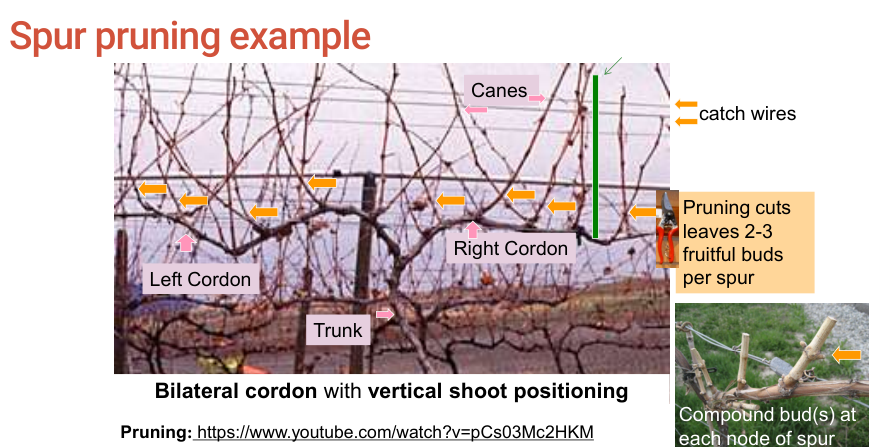 Spur pruning example
Canes
catch wires
Pruning cuts
leaves 2-3
fruitful buds
per spur
Right Cordon
Left Cordon
Trunk
Bilateral cordon with vertical shoot positioning
Compound bud(s) at
each node of spur
Pruning: https://www.youtube.com/watch?v=pCs03Mc2HKM